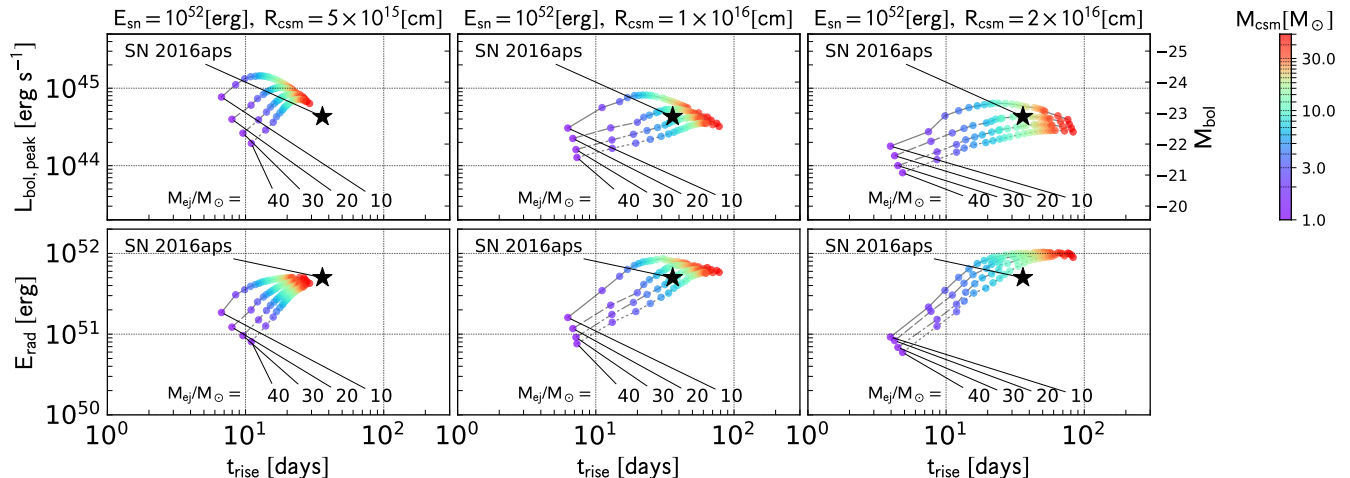 E_sn = 10^52[erg], R_csm = 5 × 10^15[cm]
E_sn = 10^52[erg], R_csm = 1 × 10^16[cm]
E_sn = 10^52[erg], R_csm = 2 × 10^16[cm]
M_csm[M_⊙]
L_bol, peak [erg s^−1]
10^45
10^44
SN 2016aps
M_ej/M_⊙ = 40 30 20 10
SN 2016aps
M_ej/M_⊙ = 40 30 20 10
SN 2016aps
M_ej/M_⊙ = 40 30 20 10
-25
-24
-23
-22
-21
-20
M_bol
30.0
10.0
3.0
1.0
E_rad [erg]
10^52
10^51
10^50
SN 2016aps
M_ej/M_⊙ = 40 30 20 10
SN 2016aps
M_ej/M_⊙ = 40 30 20 10
SN 2016aps
M_ej/M_⊙ = 40 30 20 10
10^0 10^1 10^2
10^0 10^1 10^2
10^0 10^1 10^2
t_rise [days]
t_rise [days]
t_rise [days]